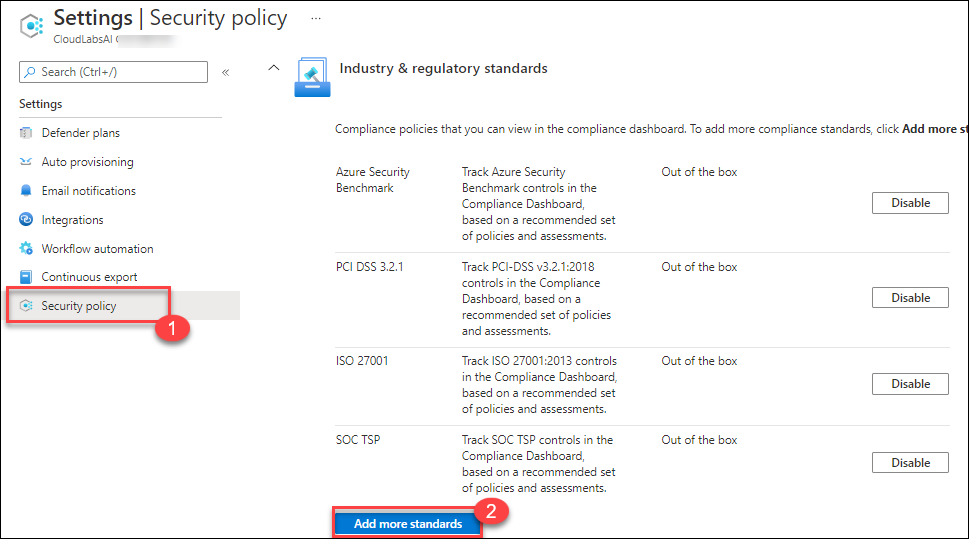 Settings | Security policy ...
CloudLabsAI
Search (Ctrl+/)
«
Settings
Defender plans
Auto provisioning
Email notifications
Integrations
Workflow automation
Continuous export
Security policy
1
Industry & regulatory standards
Compliance policies that you can view in the compliance dashboard. To add more compliance standards, click Add more st
Azure Security
Benchmark
Track Azure Security
Benchmark controls in the
Compliance Dashboard,
based on a recommended set
of policies and assessments.
Out of the box
Disable
PCI DSS 3.2.1
Track PCI-DSS v3.2.1:2018
controls in the Compliance
Dashboard, based on a
recommended set of policies
and assessments.
Out of the box
Disable
ISO 27001
Track ISO 27001:2013 controls
in the Compliance Dashboard,
based on a recommended set
of policies and assessments.
Out of the box
Disable
SOC TSP
Track SOC TSP controls in the
Compliance Dashboard,
based on a recommended set
of policies and assessments.
Out of the box
Disable
Add more standards
2